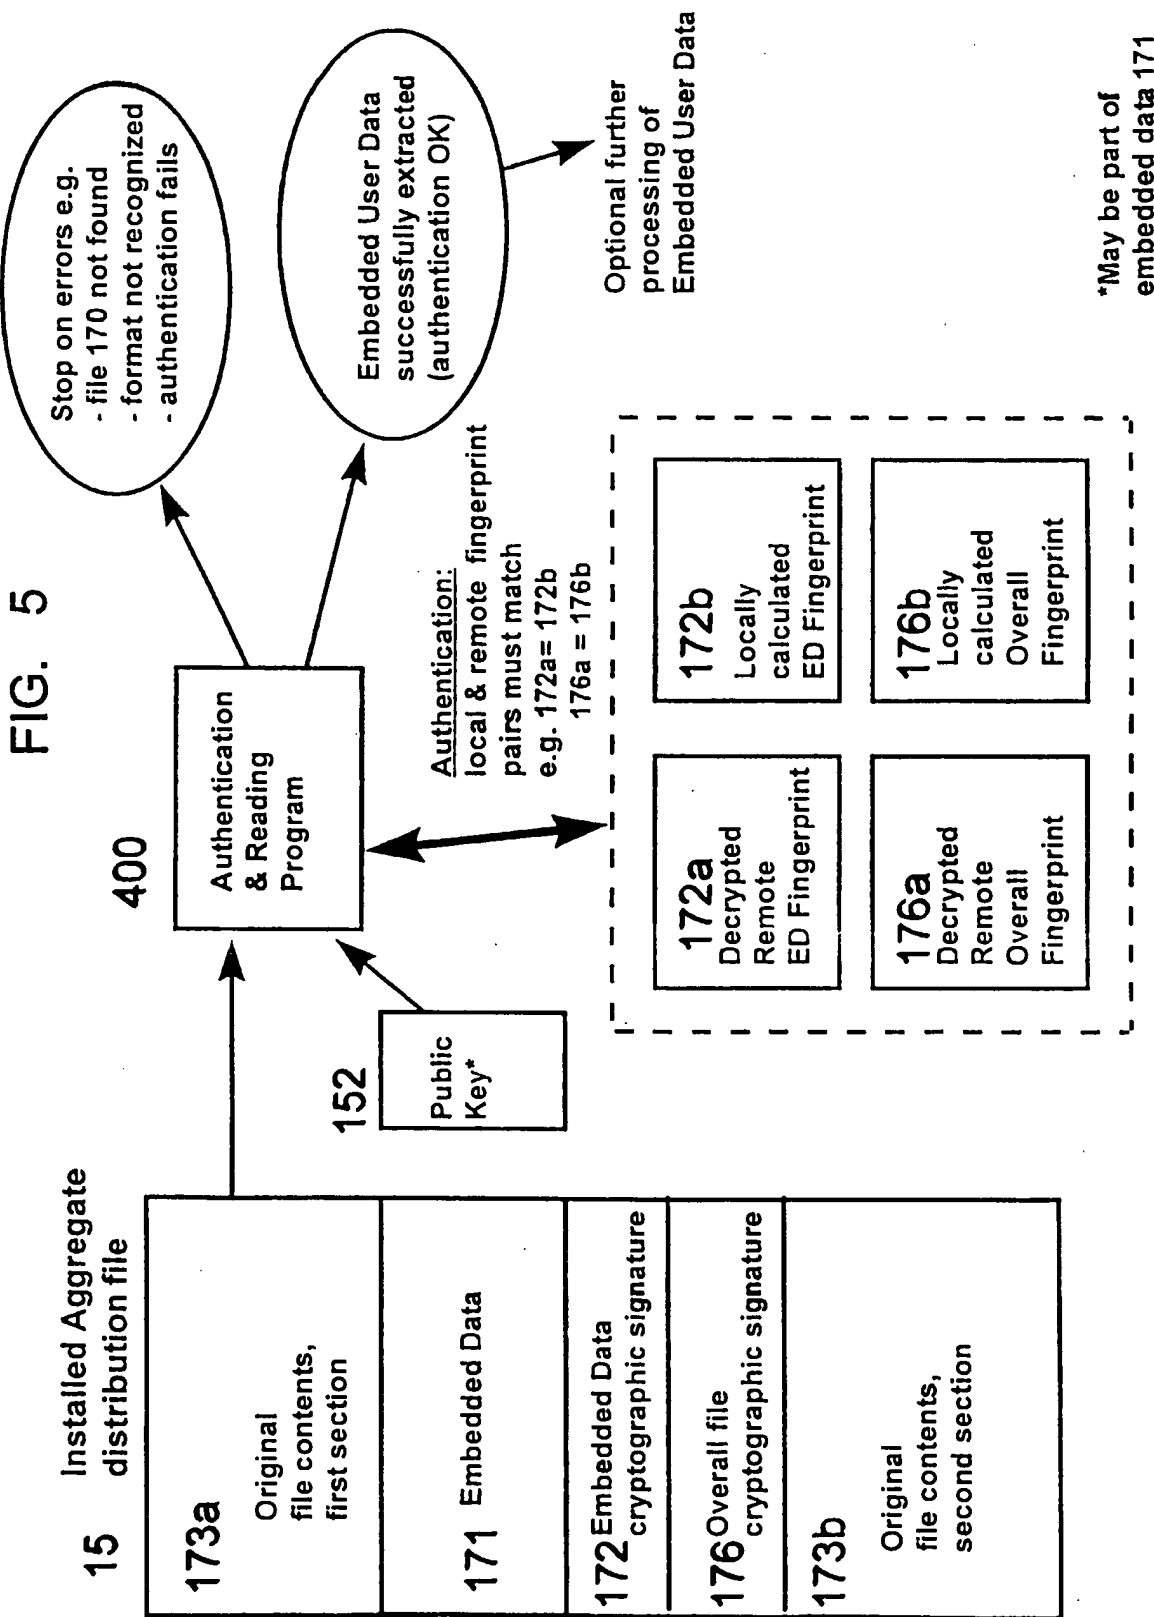 FIG. 5
15
Installed Aggregate
distribution file
173a
Original
file contents,
first section
171 Embedded Data
172 Embedded Data
cryptographic signature
176 Overall file
cryptographic signature
173b
Original
file contents,
second section
152
Public
Key*
400
Authentication
& Reading
Program
Stop on errors e.g.
- file 170 not found
- format not recognized
- authentication fails
Embedded User Data
successfully extracted
(authentication OK)
Optional further
processing of
Embedded User Data
Authentication:
local & remote fingerprint
pairs must match
e.g. 172a= 172b
176a = 176b
172a
Decrypted
Remote
ED Fingerprint
172b
Locally
calculated
ED Fingerprint
176a
Decrypted
Remote
Overall
Fingerprint
176b
Locally
calculated
Overall
Fingerprint
*May be part of
embedded data 171